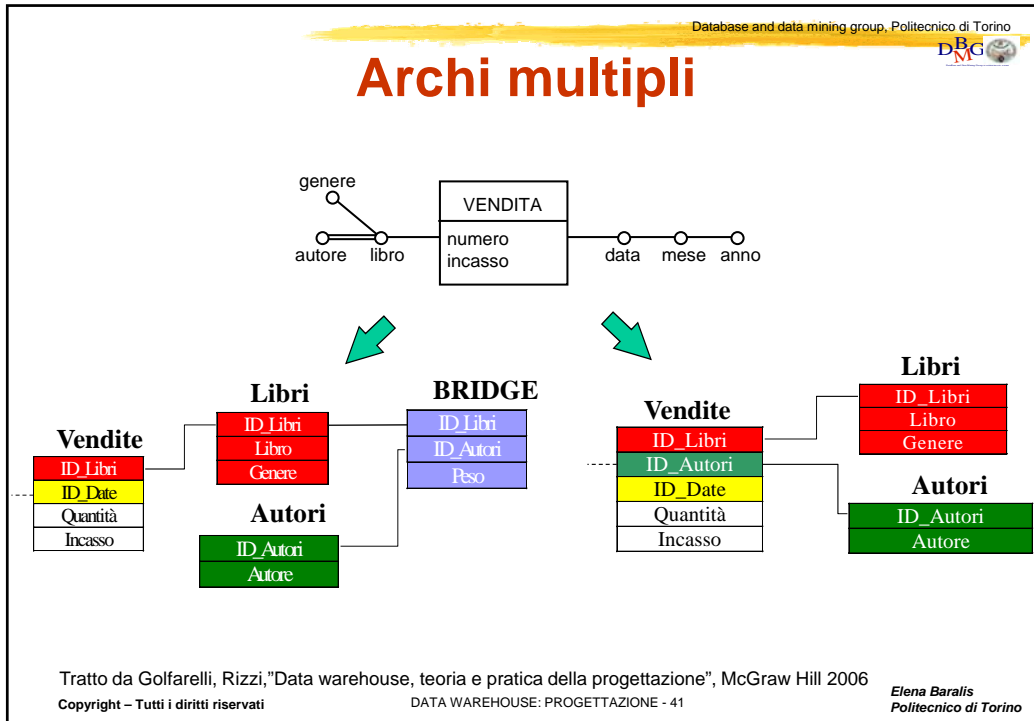 Database and data mining group, Politecnico di Torino
DBMG
Archi multipli
genere
VENDITA
numero
incasso
autore
libro
data
mese
anno
Vendite
ID_Libri
ID_Date
Quantità
Incasso
Libri
ID_Libri
Libro
Genere
BRIDGE
ID_Libri
ID_Autori
Peso
Autori
ID_Autori
Autore
Vendite
ID_Libri
ID_Autori
ID_Date
Quantità
Incasso
Libri
ID_Libri
Libro
Genere
Autori
ID_Autori
Autore
Tratto da Golfarelli, Rizzi,"Data warehouse, teoria e pratica della progettazione", McGraw Hill 2006
Copyright – Tutti i diritti riservati
DATA WAREHOUSE: PROGETTAZIONE - 41
Elena Baralis
Politecnico di Torino